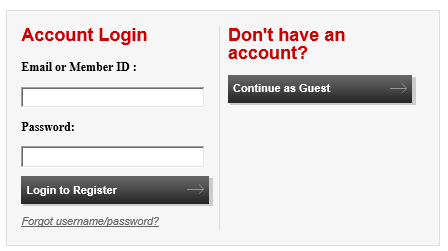 Account Login
Email or Member ID :
Password:
Login to Register
Forgot username/password?
Don't have an
account?
Continue as Guest